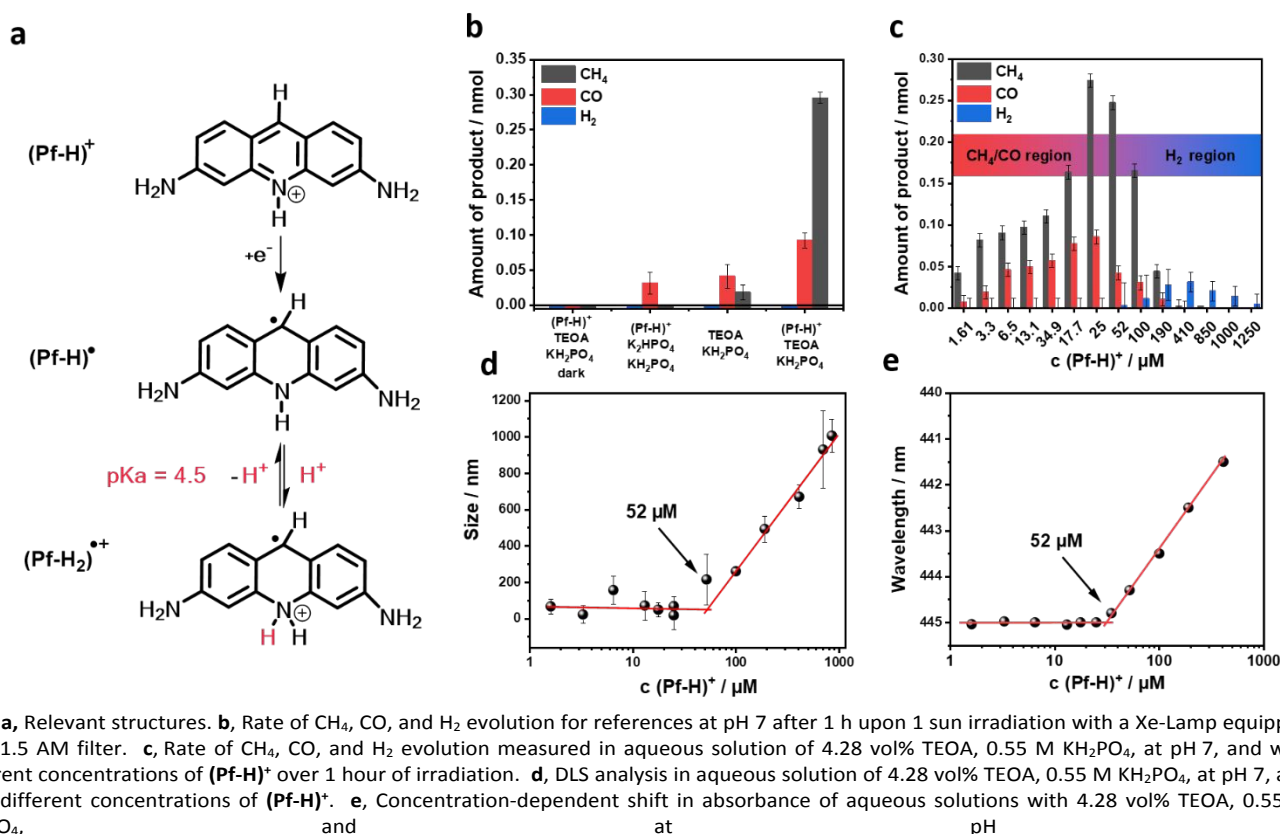 a
(Pf-H)+
H
H2N
N
⊕
H
NH2
+e-
(Pf-H)•
H
H2N
N
H
NH2
pKa = 4.5 -H+ H+
(Pf-H2)•+
H
H2N
N
⊕
H H
NH2
b
Amount of product / nmol
0.35
0.30
0.25
0.20
0.15
0.10
0.05
0.00
CH4
CO
H2
(Pf-H)+
TEOA
KH2PO4
dark
(Pf-H)+
K2HPO4
KH2PO4
TEOA
KH2PO4
(Pf-H)+
TEOA
KH2PO4
c
Amount of product / nmol
0.30
0.25
0.20
0.15
0.10
0.05
0.00
CH4
CO
H2
CH4/CO region H2 region
1.61 3.3 6.5 13.1 34.9 17.7 25 52 100 190 410 850 1000 1250
c (Pf-H)+ / µM
d
Size / nm
1200
1000
800
600
400
200
0
52 µM
1 10 100 1000
c (Pf-H)+ / µM
e
Wavelength / nm
440
441
442
443
444
445
52 µM
1 10 100 1000
c (Pf-H)+ / µM
a, Relevant structures. b, Rate of CH4, CO, and H2 evolution for references at pH 7 after 1 h upon 1 sun irradiation with a Xe-Lamp
1.5 AM filter. c, Rate of CH4, CO, and H2 evolution measured in aqueous solution of 4.28 vol% TEOA, 0.55 M KH2PO4, at pH 7, and
concentrations of (Pf-H)+ over 1 hour of irradiation. d, DLS analysis in aqueous solution of 4.28 vol% TEOA, 0.55 M KH2PO4, at pH 7,
different concentrations of (Pf-H)+. e, Concentration-dependent shift in absorbance of aqueous solutions with 4.28 vol% TEOA, 0.55
and at pH